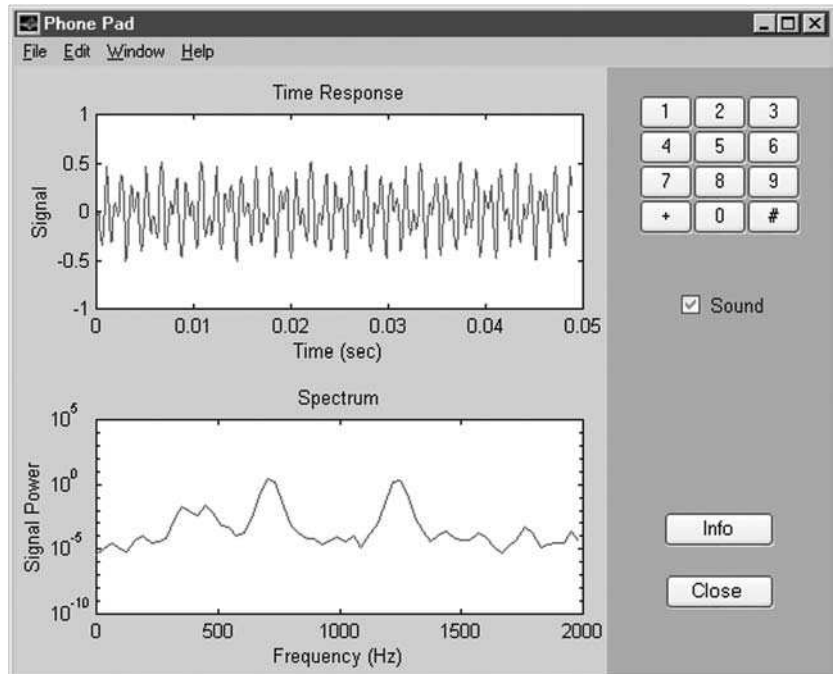 Phone Pad
File Edit Window Help
Time Response
1
0.5
0
-0.5
-1
Signal
0 0.01 0.02 0.03 0.04 0.05
Time (sec)
Spectrum
10^5
10^0
10^-5
10^-10
Signal Power
0 500 1000 1500 2000
Frequency (Hz)
1 2 3
4 5 6
7 8 9
+ 0 #
Sound
Info
Close